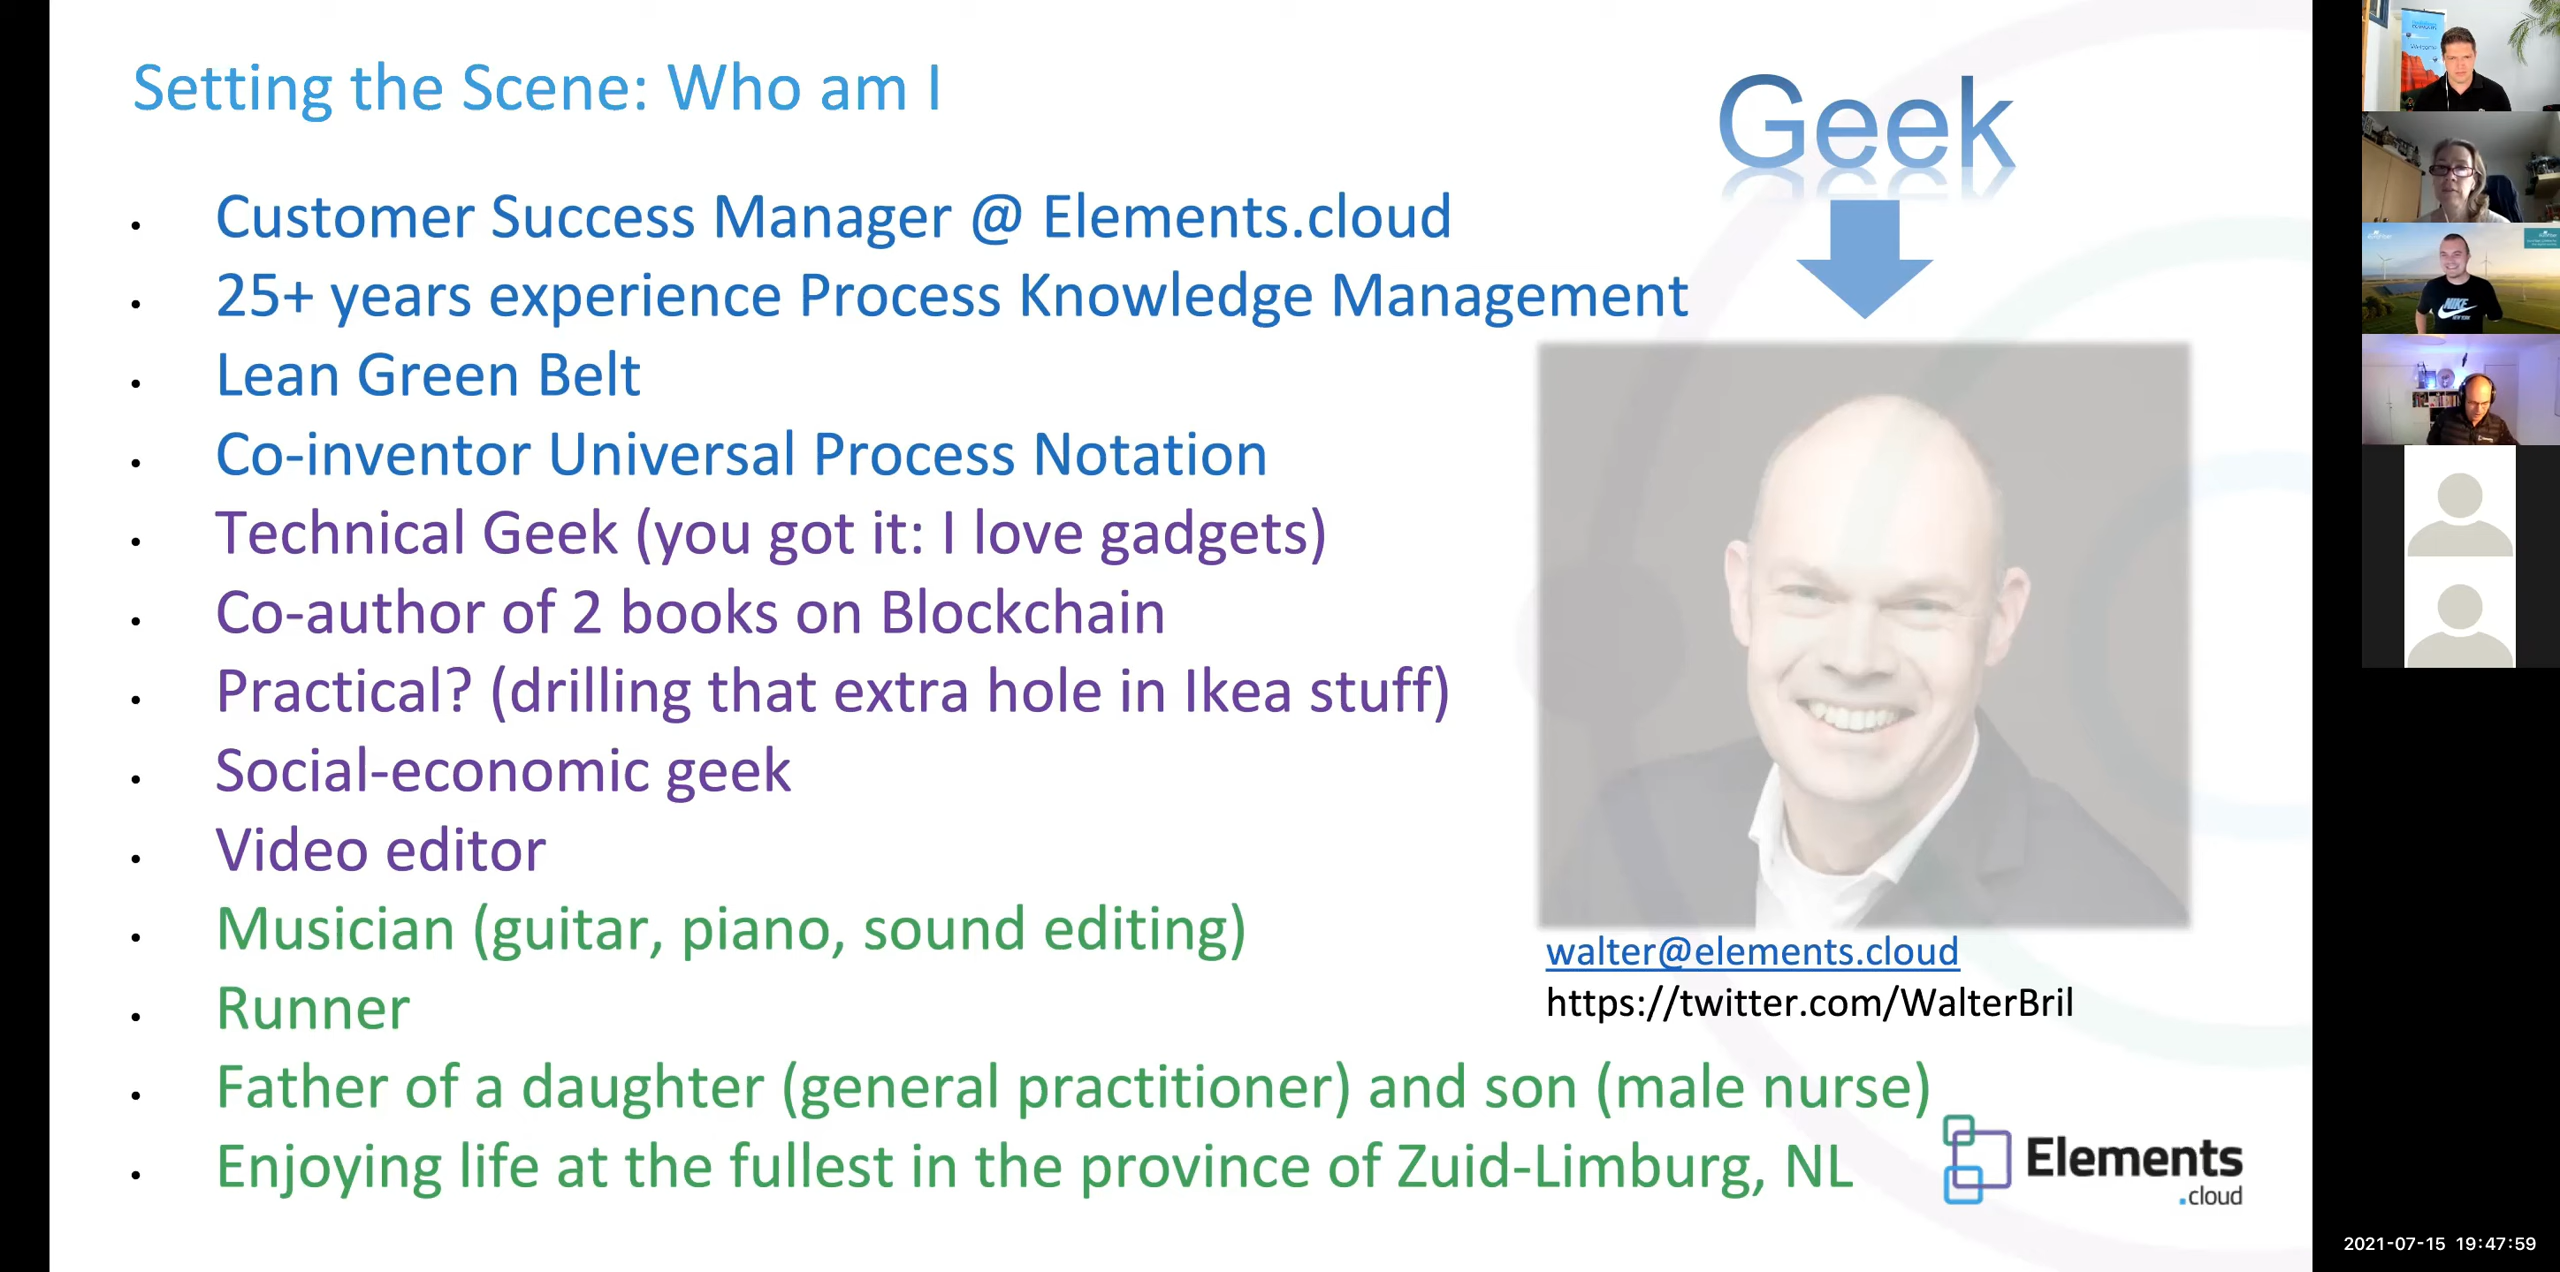 Setting the Scene: Who am I
Geek
• Customer Success Manager @ Elements.cloud
• 25+ years experience Process Knowledge Management
• Lean Green Belt
• Co-inventor Universal Process Notation
• Technical Geek (you got it: I love gadgets)
• Co-author of 2 books on Blockchain
• Practical? (drilling that extra hole in Ikea stuff)
• Social-economic geek
• Video editor
• Musician (guitar, piano, sound editing)
• Runner
• Father of a daughter (general practitioner) and son (male nurse)
• Enjoying life at the fullest in the province of Zuid-Limburg, NL
walter@elements.cloud
https://twitter.com/WalterBril
Elements
.cloud
NIKE
2021-07-15 19:47:59